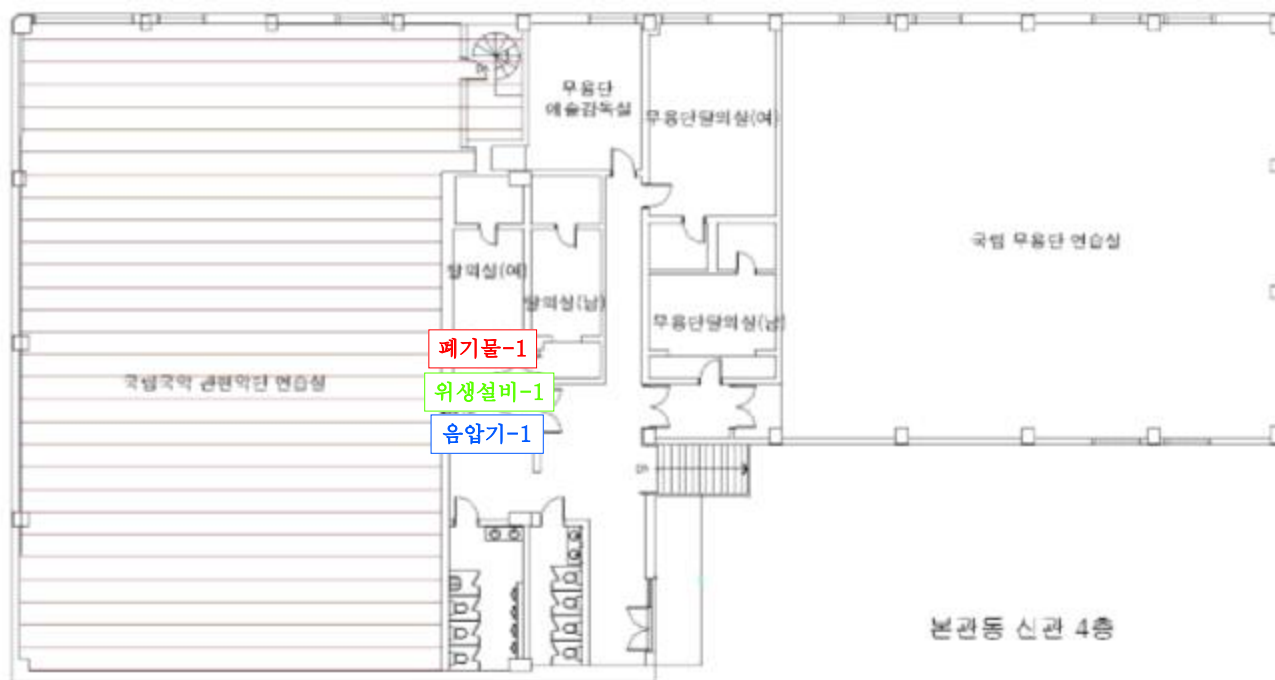 무용단
예술감독실
무용단탈의실(여)
국립 무용단 연습실
탈의실(여)
탈의실(남)
무용단탈의실(남)
폐기물-1
국립국악 관현악단 연습실
위생설비-1
음압기-1
본관동 신관 4층